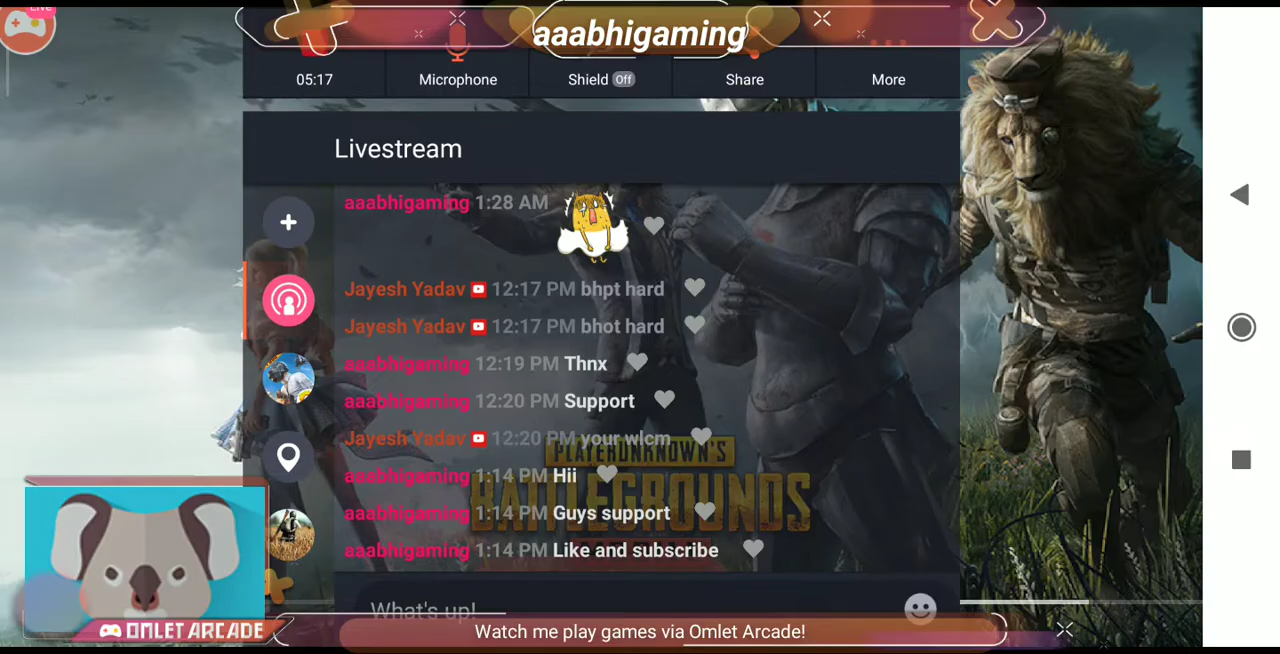 Live
aaabhigaming
05:17
Microphone
Shield Off
Share
More
Livestream
aaabhigaming 1:28 AM
Jayesh Yadav 12:17 PM bhpt hard
Jayesh Yadav 12:17 PM bhot hard
aaabhigaming 12:19 PM Thnx
aaabhigaming 12:20 PM Support
Jayesh Yadav 12:20 PM your wlcm
PLAYERUNKNOWN'S
aaabhigaming 1:14 PM Hii
BATTLEGROUNDS
aaabhigaming 1:14 PM Guys support
aaabhigaming 1:14 PM Like and subscribe
What's up!
OMLET ARCADE
Watch me play games via Omlet Arcade!